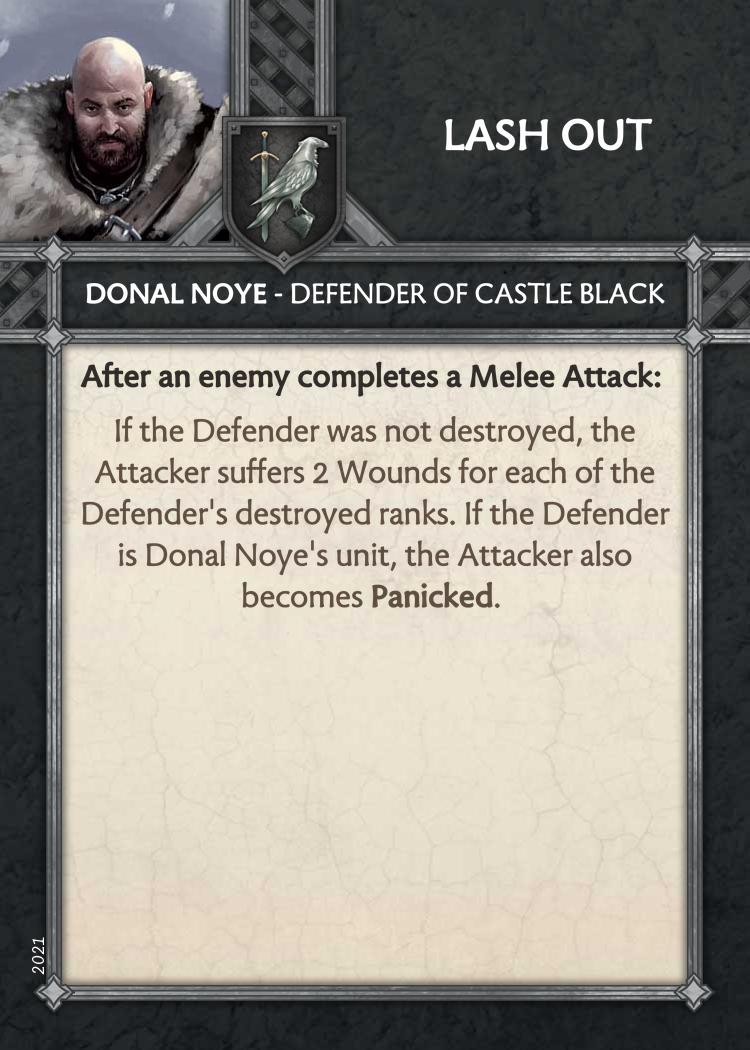 LASH OUT
DONAL NOYE - DEFENDER OF CASTLE BLACK
After an enemy completes a Melee Attack:
If the Defender was not destroyed, the
Attacker suffers 2 Wounds for each of the
Defender's destroyed ranks. If the Defender
is Donal Noye's unit, the Attacker also
becomes Panicked.
2021